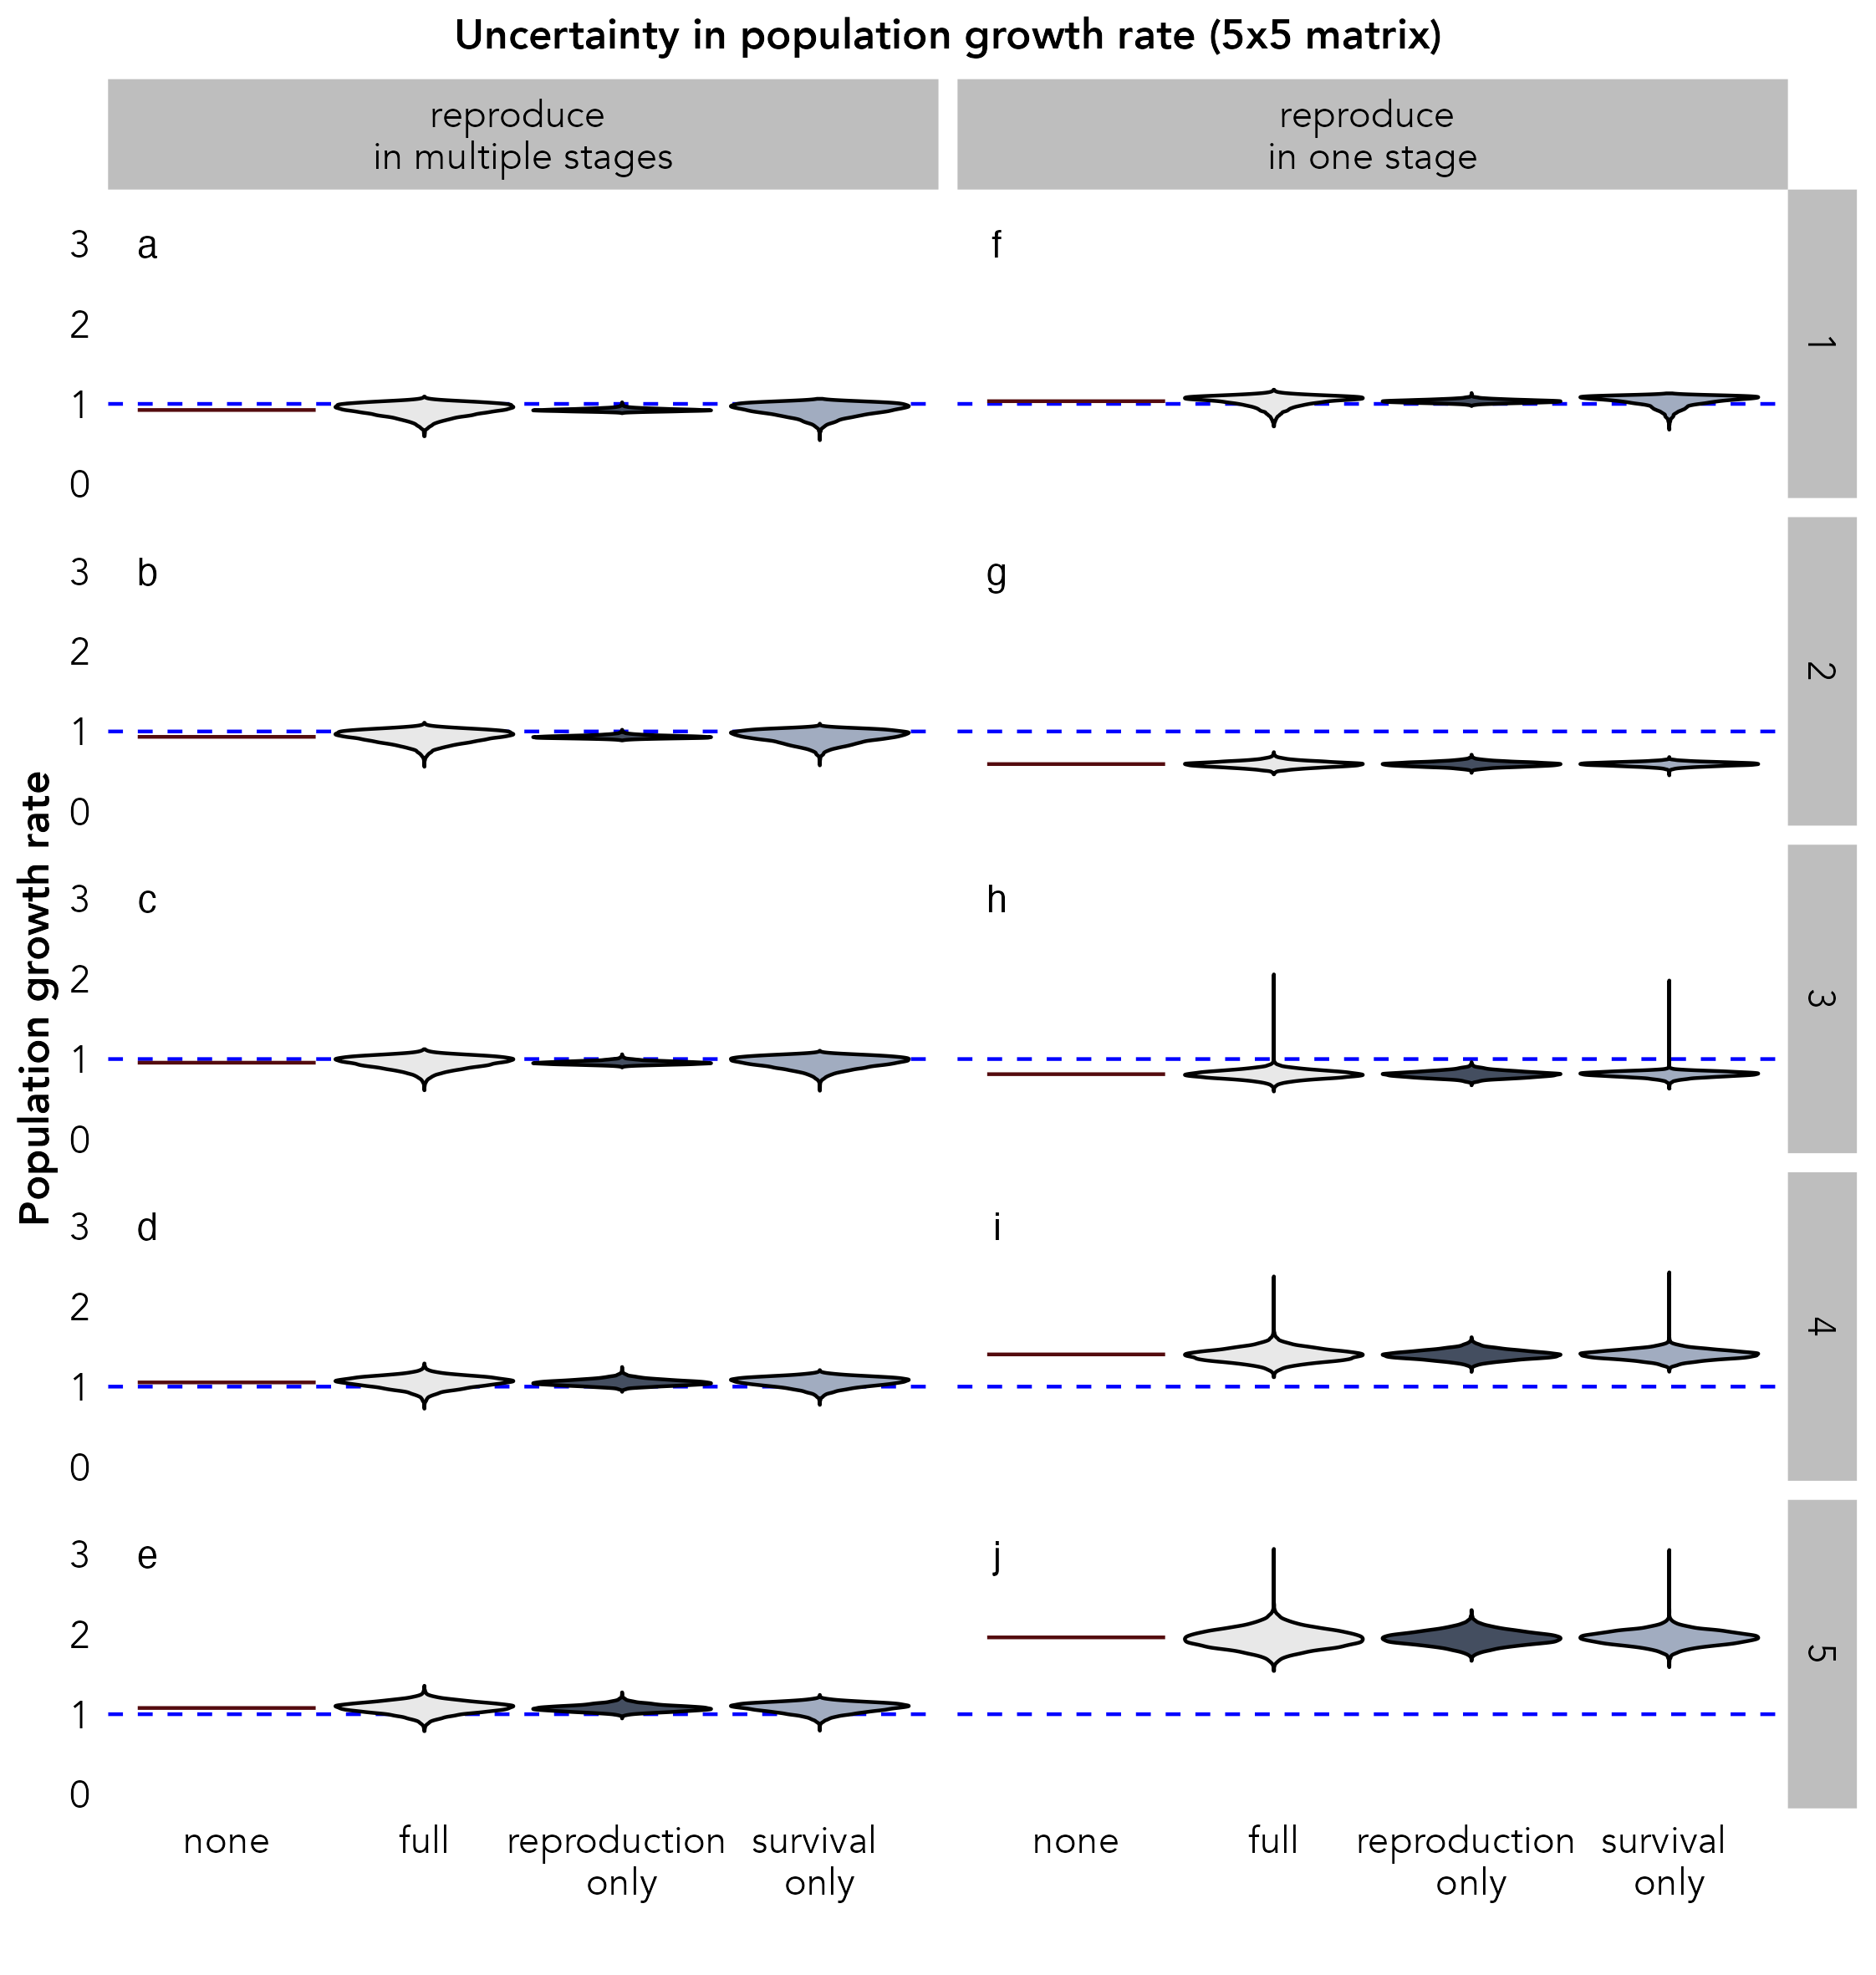 Uncertainty in population growth rate (5x5 matrix)
reproduce
in multiple stages
reproduce
in one stage
Population growth rate
3
2
1
0
a
f
1
3
2
1
0
b
g
2
3
2
1
0
c
h
3
3
2
1
0
d
i
4
3
2
1
0
e
j
5
none
full
reproduction
only
survival
only
none
full
reproduction
only
survival
only